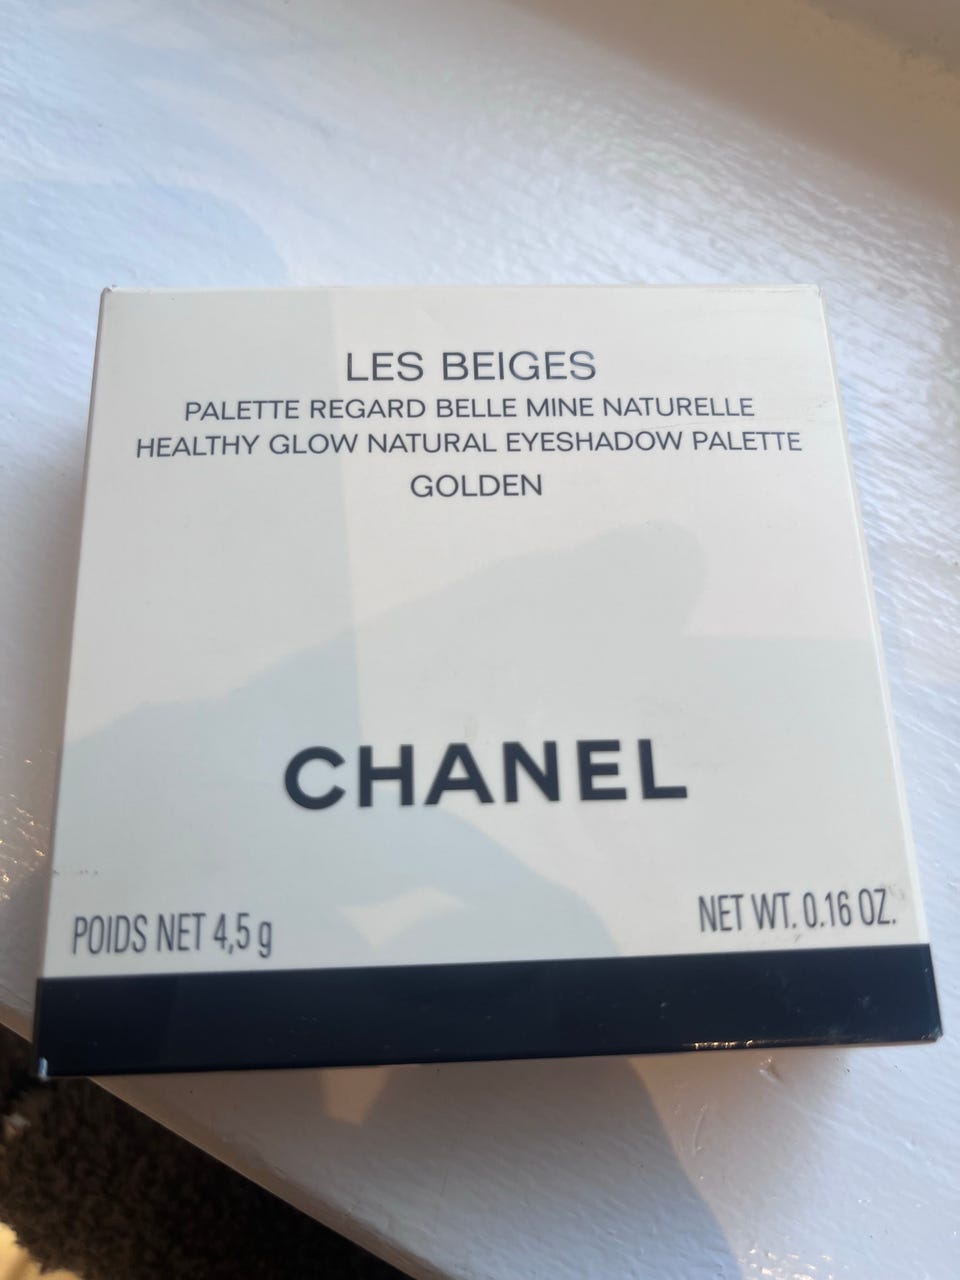 LES BEIGES
PALETTE REGARD BELLE MINE NATURELLE
HEALTHY GLOW NATURAL EYESHADOW PALETTE
GOLDEN
CHANEL
POIDS NET 4,5 g NET WT. 0.16 OZ.